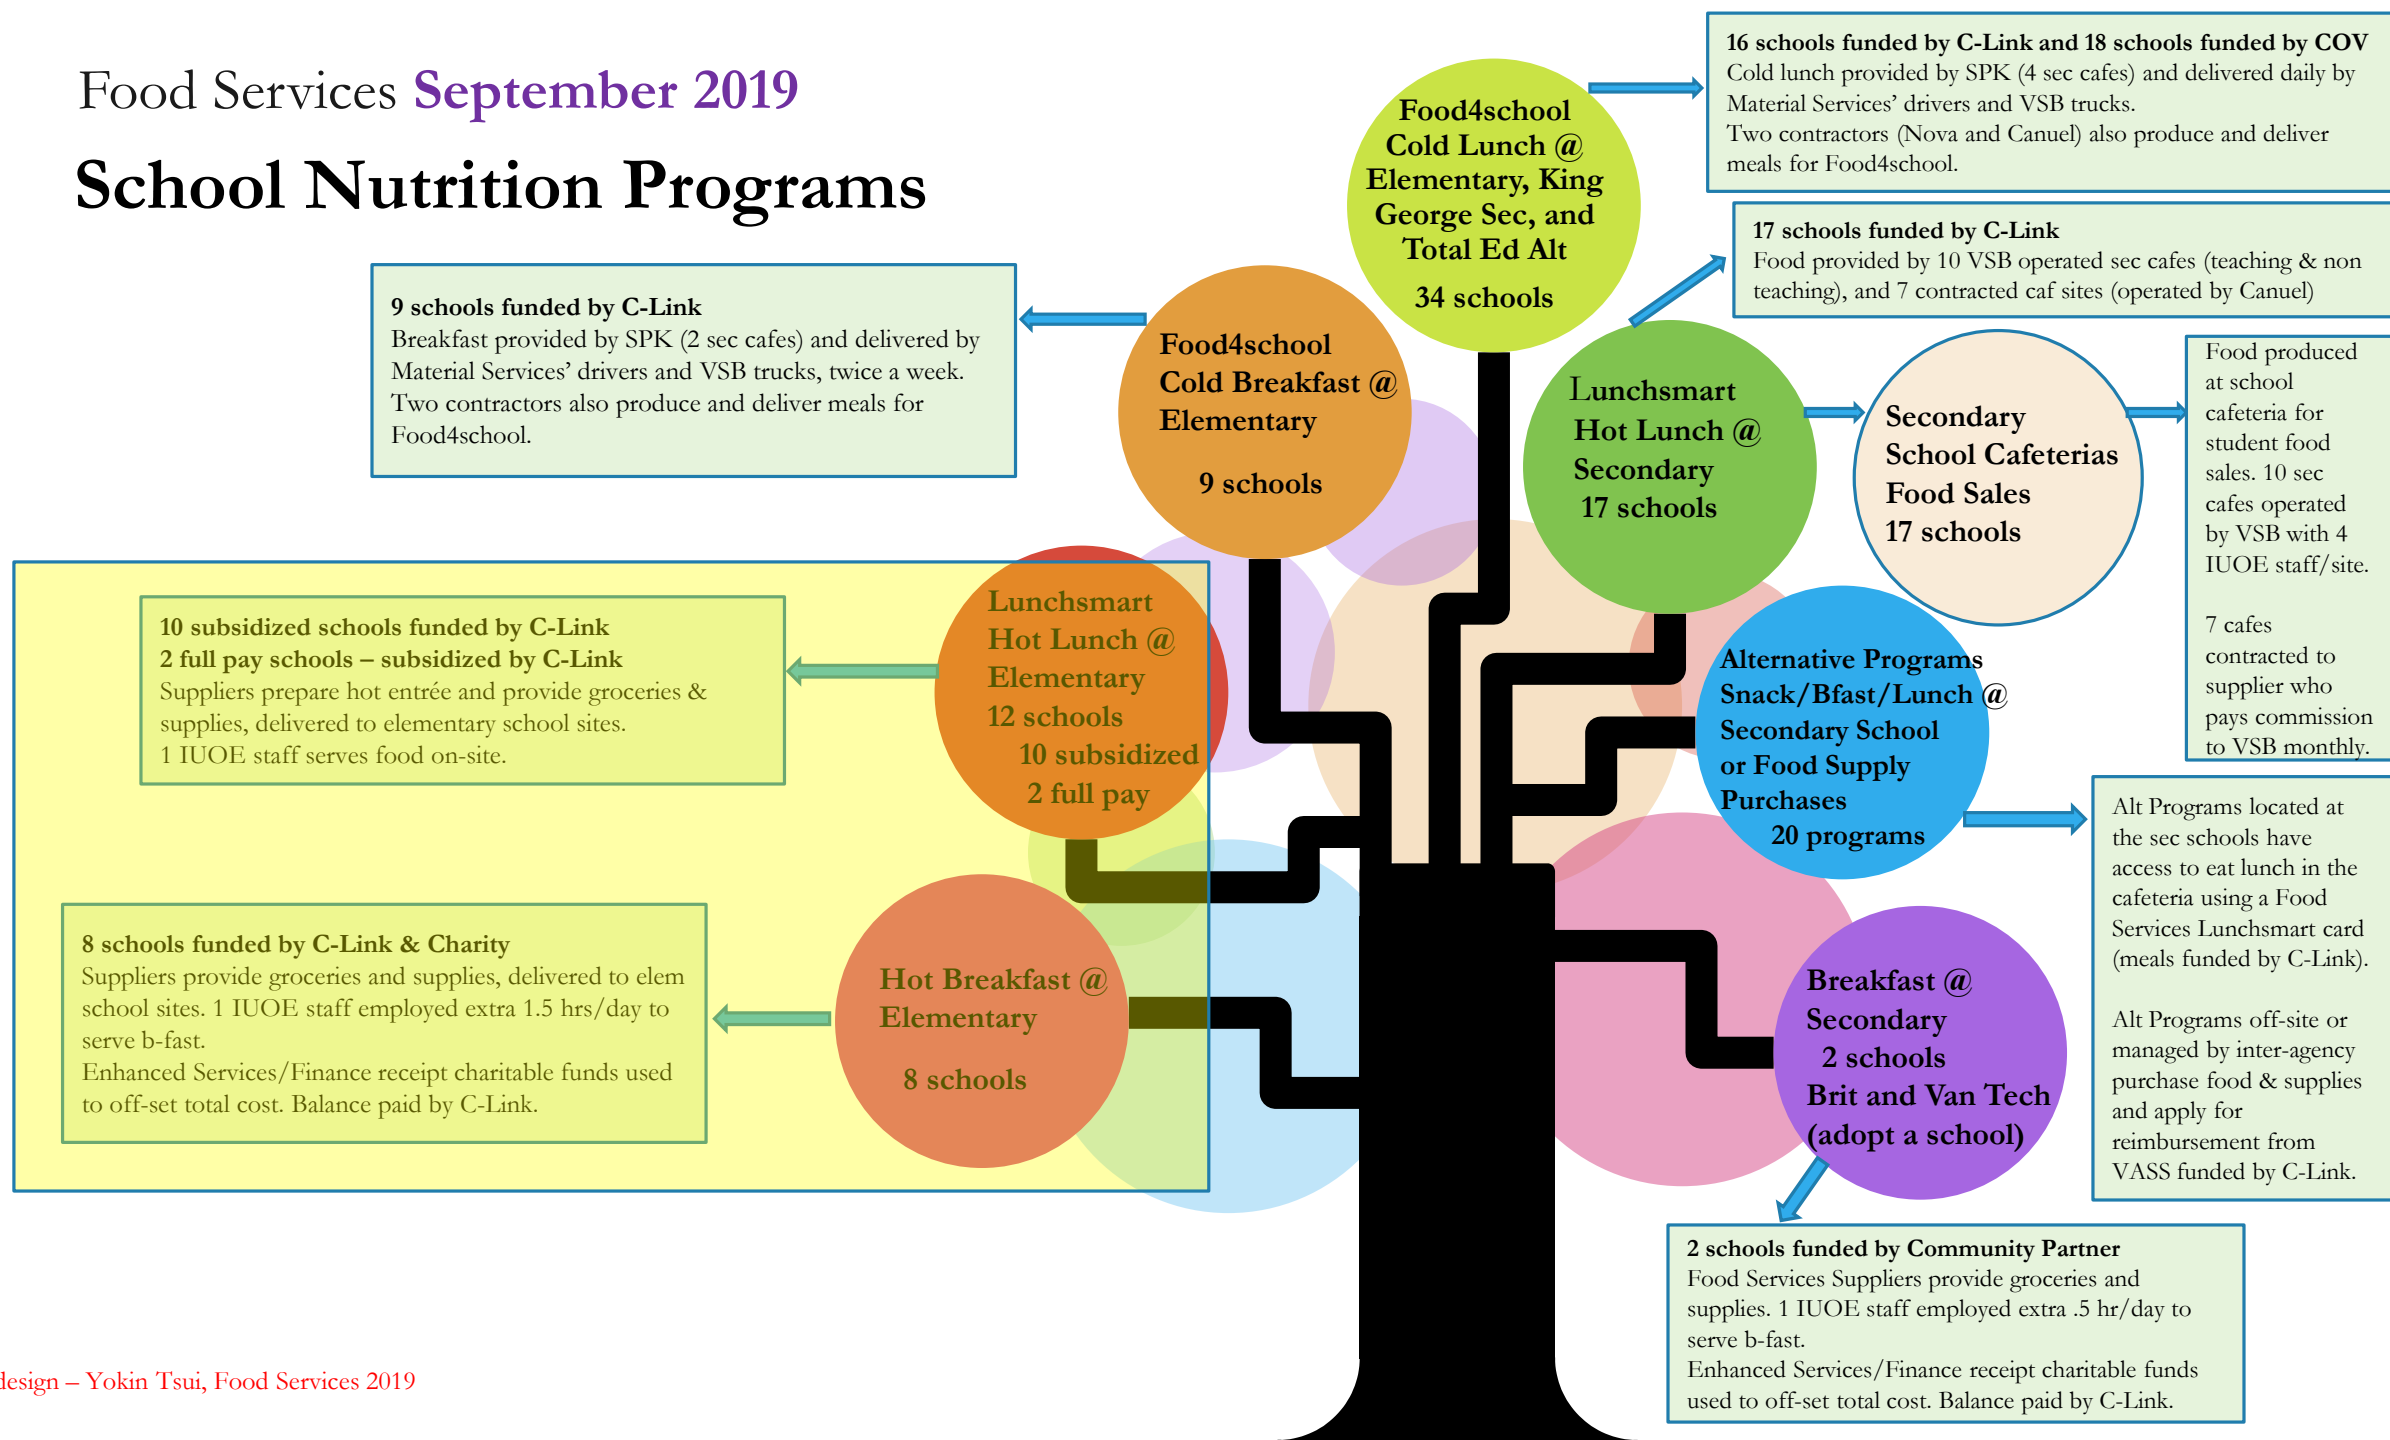 Food Services September 2019
School Nutrition Programs
16 schools funded by C-Link and 18 schools funded by COV
Cold lunch provided by SPK (4 sec cafes) and delivered daily by
Material Services’ drivers and VSB trucks.
Two contractors (Nova and Canuel) also produce and deliver
meals for Food4school.
Food4school
Cold Lunch @
Elementary, King
George Sec, and
Total Ed Alt
34 schools
17 schools funded by C-Link
Food provided by 10 VSB operated sec cafes (teaching & non
teaching), and 7 contracted caf sites (operated by Canuel)
9 schools funded by C-Link
Breakfast provided by SPK (2 sec cafes) and delivered by
Material Services’ drivers and VSB trucks, twice a week.
Two contractors also produce and deliver meals for
Food4school.
Food4school
Cold Breakfast @
Elementary
9 schools
Lunchsmart
Hot Lunch @
Secondary
17 schools
Secondary
School Cafeterias
Food Sales
17 schools
Food produced
at school
cafeteria for
student food
sales. 10 sec
cafes operated
by VSB with 4
IUOE staff/site.
7 cafes
contracted to
supplier who
pays commission
to VSB monthly.
10 subsidized schools funded by C-Link
2 full pay schools – subsidized by C-Link
Suppliers prepare hot entrée and provide groceries &
supplies, delivered to elementary school sites.
1 IUOE staff serves food on-site.
Lunchsmart
Hot Lunch @
Elementary
12 schools
10 subsidized
2 full pay
Alternative Programs
Snack/Bfast/Lunch @
Secondary School
or Food Supply
Purchases
20 programs
Alt Programs located at
the sec schools have
access to eat lunch in the
cafeteria using a Food
Services Lunchsmart card
(meals funded by C-Link).
Alt Programs off-site or
managed by inter-agency
purchase food & supplies
and apply for
reimbursement from
VASS funded by C-Link.
8 schools funded by C-Link & Charity
Suppliers provide groceries and supplies, delivered to elem
school sites. 1 IUOE staff employed extra 1.5 hrs/day to
serve b-fast.
Enhanced Services/Finance receipt charitable funds used
to off-set total cost. Balance paid by C-Link.
Hot Breakfast @
Elementary
8 schools
Breakfast @
Secondary
2 schools
Brit and Van Tech
(adopt a school)
2 schools funded by Community Partner
Food Services Suppliers provide groceries and
supplies. 1 IUOE staff employed extra .5 hr/day to
serve b-fast.
Enhanced Services/Finance receipt charitable funds
used to off-set total cost. Balance paid by C-Link.
design – Yokin Tsui, Food Services 2019